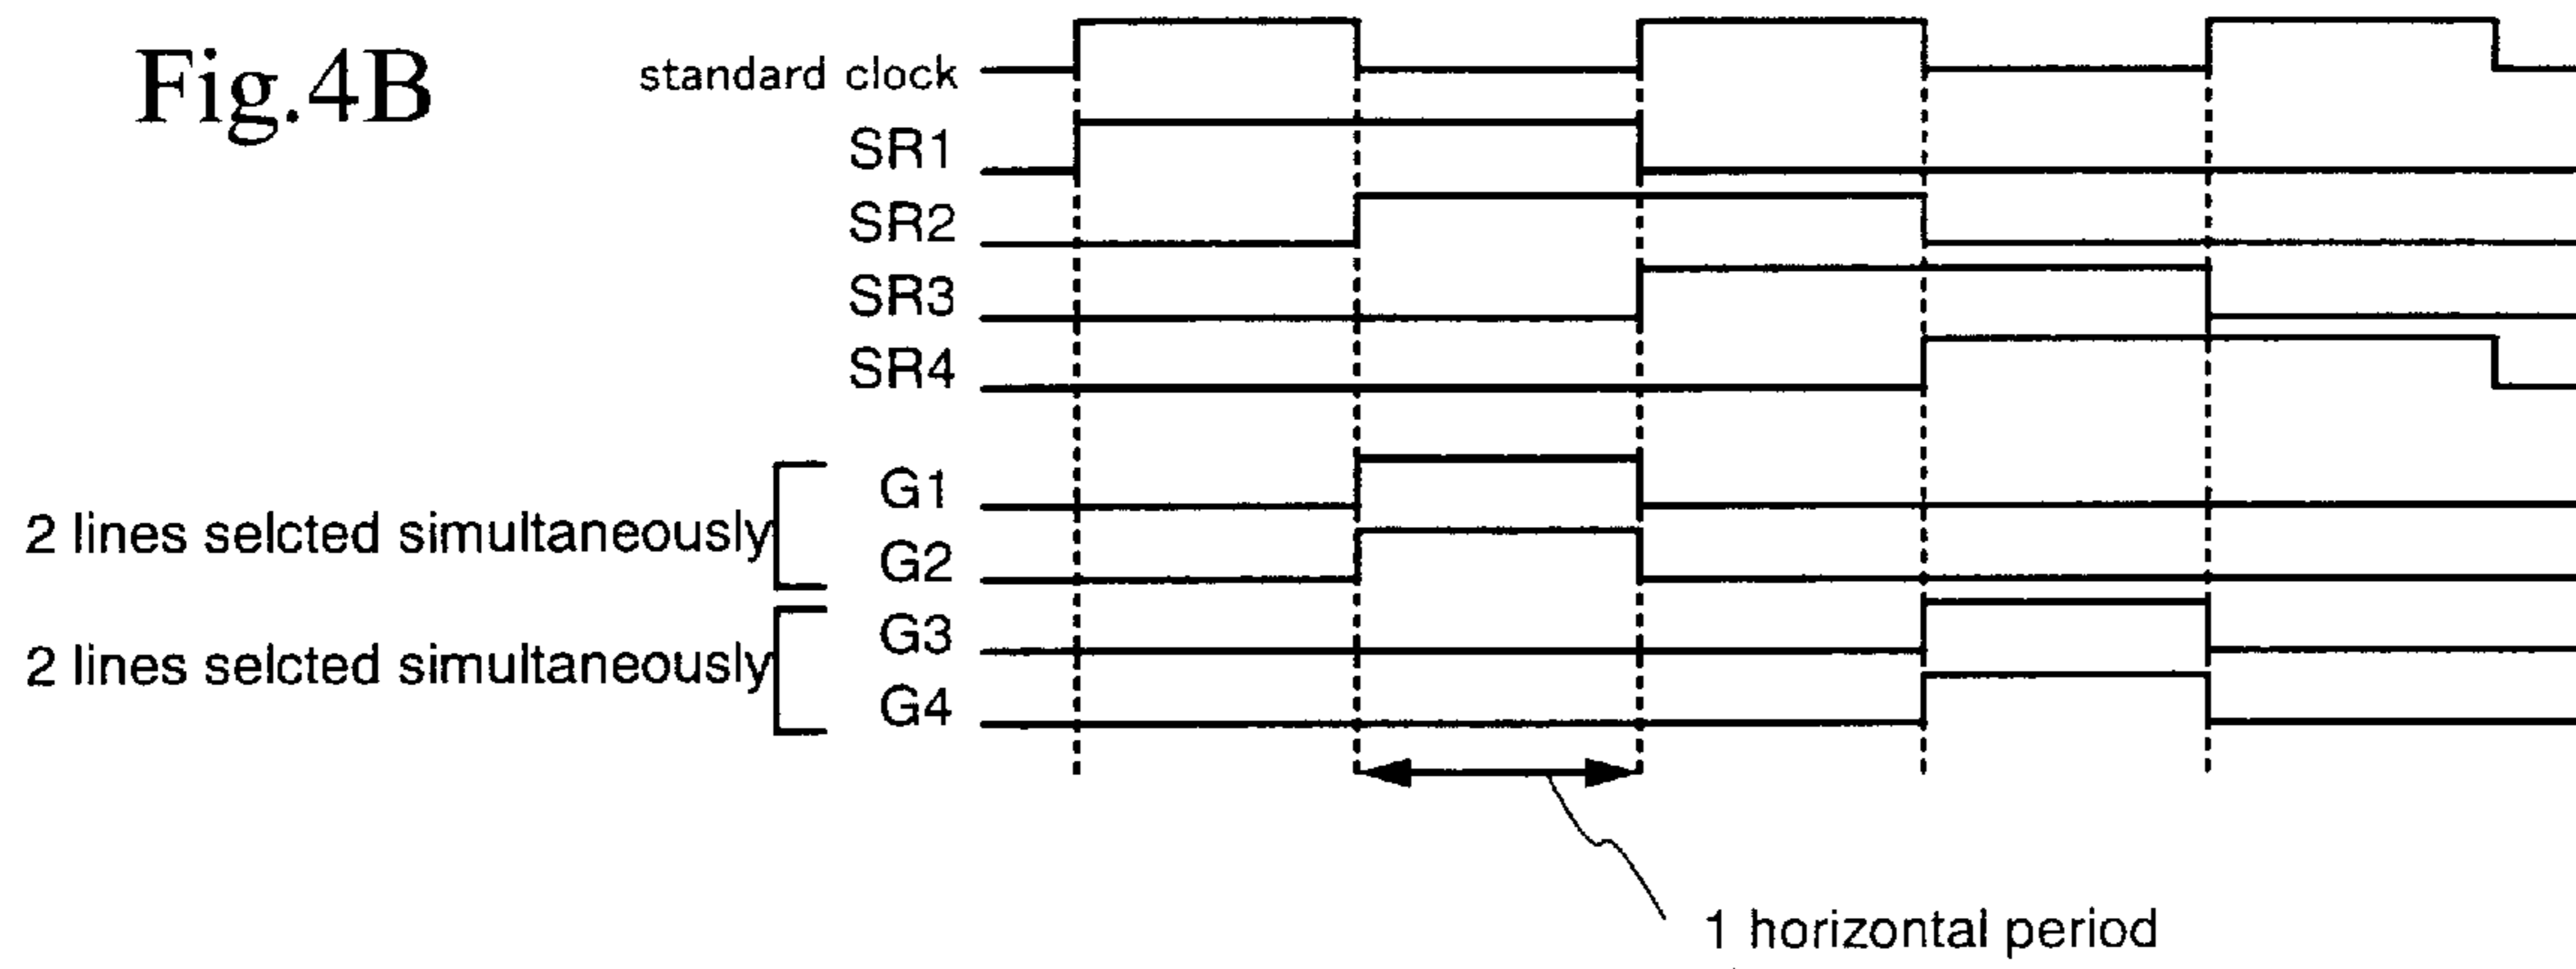 Fig.4B
standard clock
SR1
SR2
SR3
SR4
G1
2 lines selcted simultaneously
G2
G3
2 lines selcted simultaneously
G4
1 horizontal period